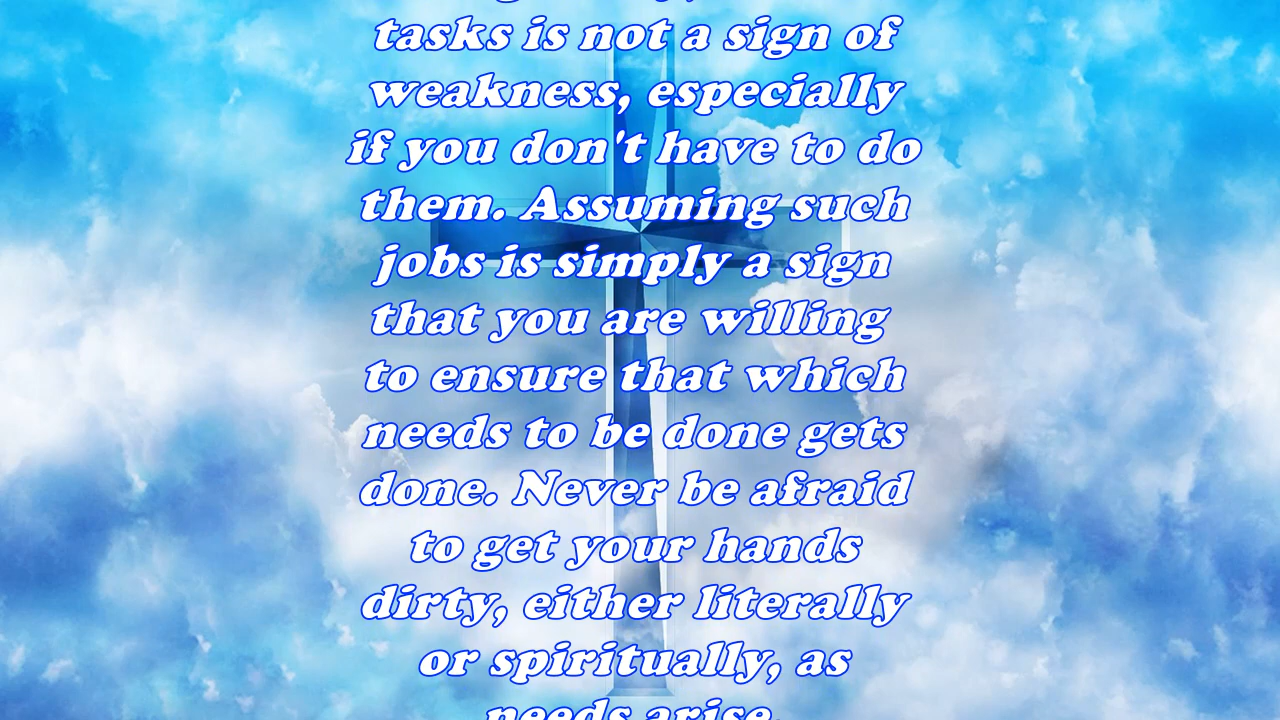 tasks is not a sign of
weakness, especially
if you don't have to do
them. Assuming such
jobs is simply a sign
that you are willing
to ensure that which
needs to be done gets
done. Never be afraid
to get your hands
dirty, either literally
or spiritually, as
needs arise.